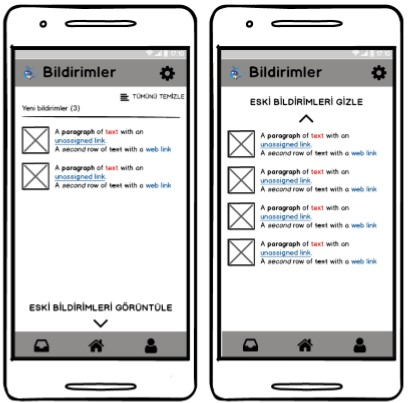 Bildirimler
TÜMÜNÜ TEMİZLE
Yeni bildirimler (3)
A paragraph of text with an
unassigned link.
A second row of text with a web link
A paragraph of text with an
unassigned link.
A second row of text with a web link
ESKİ BİLDİRİMLERİ GÖRÜNTÜLE
Bildirimler
ESKİ BİLDİRİMLERİ GİZLE
A paragraph of text with an
unassigned link.
A second row of text with a web link
A paragraph of text with an
unassigned link.
A second row of text with a web link
A paragraph of text with an
unassigned link.
A second row of text with a web link
A paragraph of text with an
unassigned link.
A second row of text with a web link